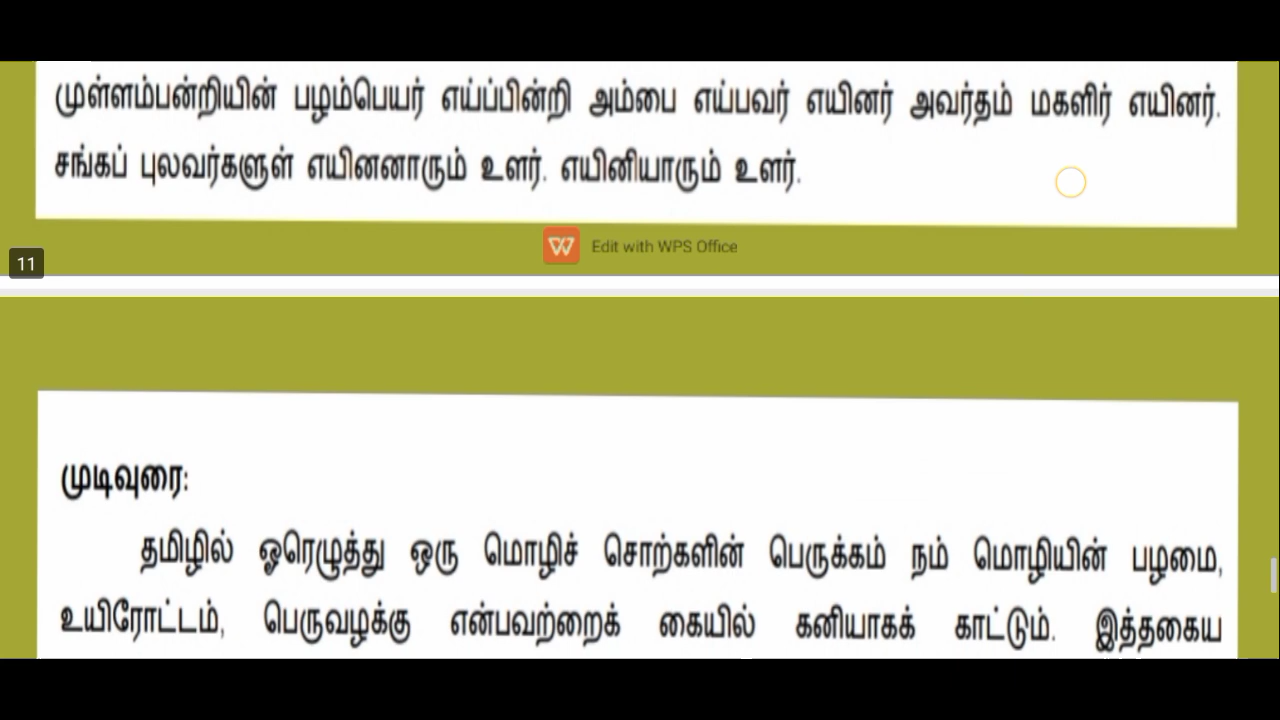 முள்ளம்பன்றியின் பழம்பெயர் எய்ப்பின்றி அம்பை எய்பவர் எயினர் அவர்தம் மகளிர் எயினர்.
சங்கப் புலவர்களுள் எயினனாரும் உளர். எயினியாரும் உளர்.
Edit with WPS Office
11
முடிவுரை:
தமிழில் ஓரெழுத்து ஒரு மொழிச் சொற்களின் பெருக்கம் நம் மொழியின் பழமை,
உயிரோட்டம், பெருவழக்கு என்பவற்றைக் கையில் கனியாகக் காட்டும். இத்தகைய